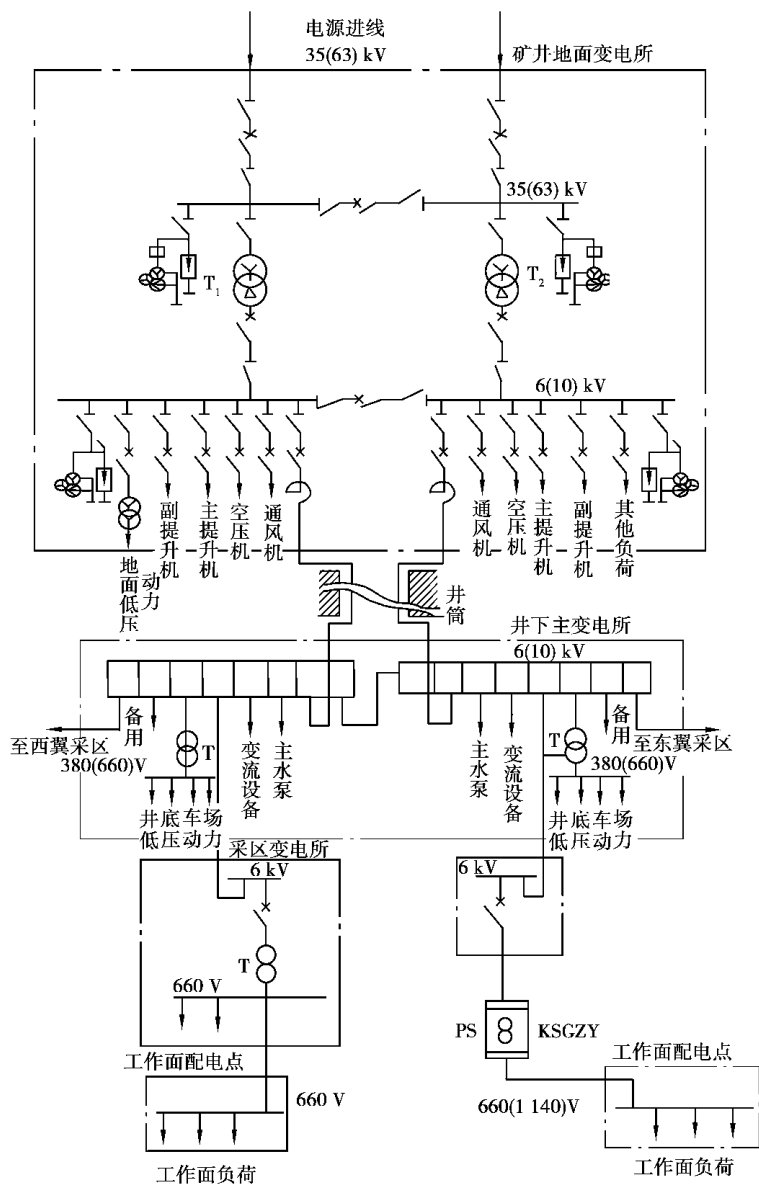 电源进线
35(63) kV
矿井地面变电所
35(63) kV
T₁
T₂
6(10) kV
副提升机
主提升机
空压机
通风机
地面低压
动力
通风机
空压机
主提升机
副提升机
其他负荷
井筒
井下主变电所
6(10) kV
备用
T
至西翼采区
变流设备
主水泵
主水泵
变流设备
T
备用
至东翼采区
380(660)V
380(660)V
井底车场
低压动力
井底车场
低压动力
采区变电所
6 kV
6 kV
T
660 V
PS
KSGZY
工作面配电点
660 V
工作面配电点
660(1 140)V
工作面负荷
工作面负荷